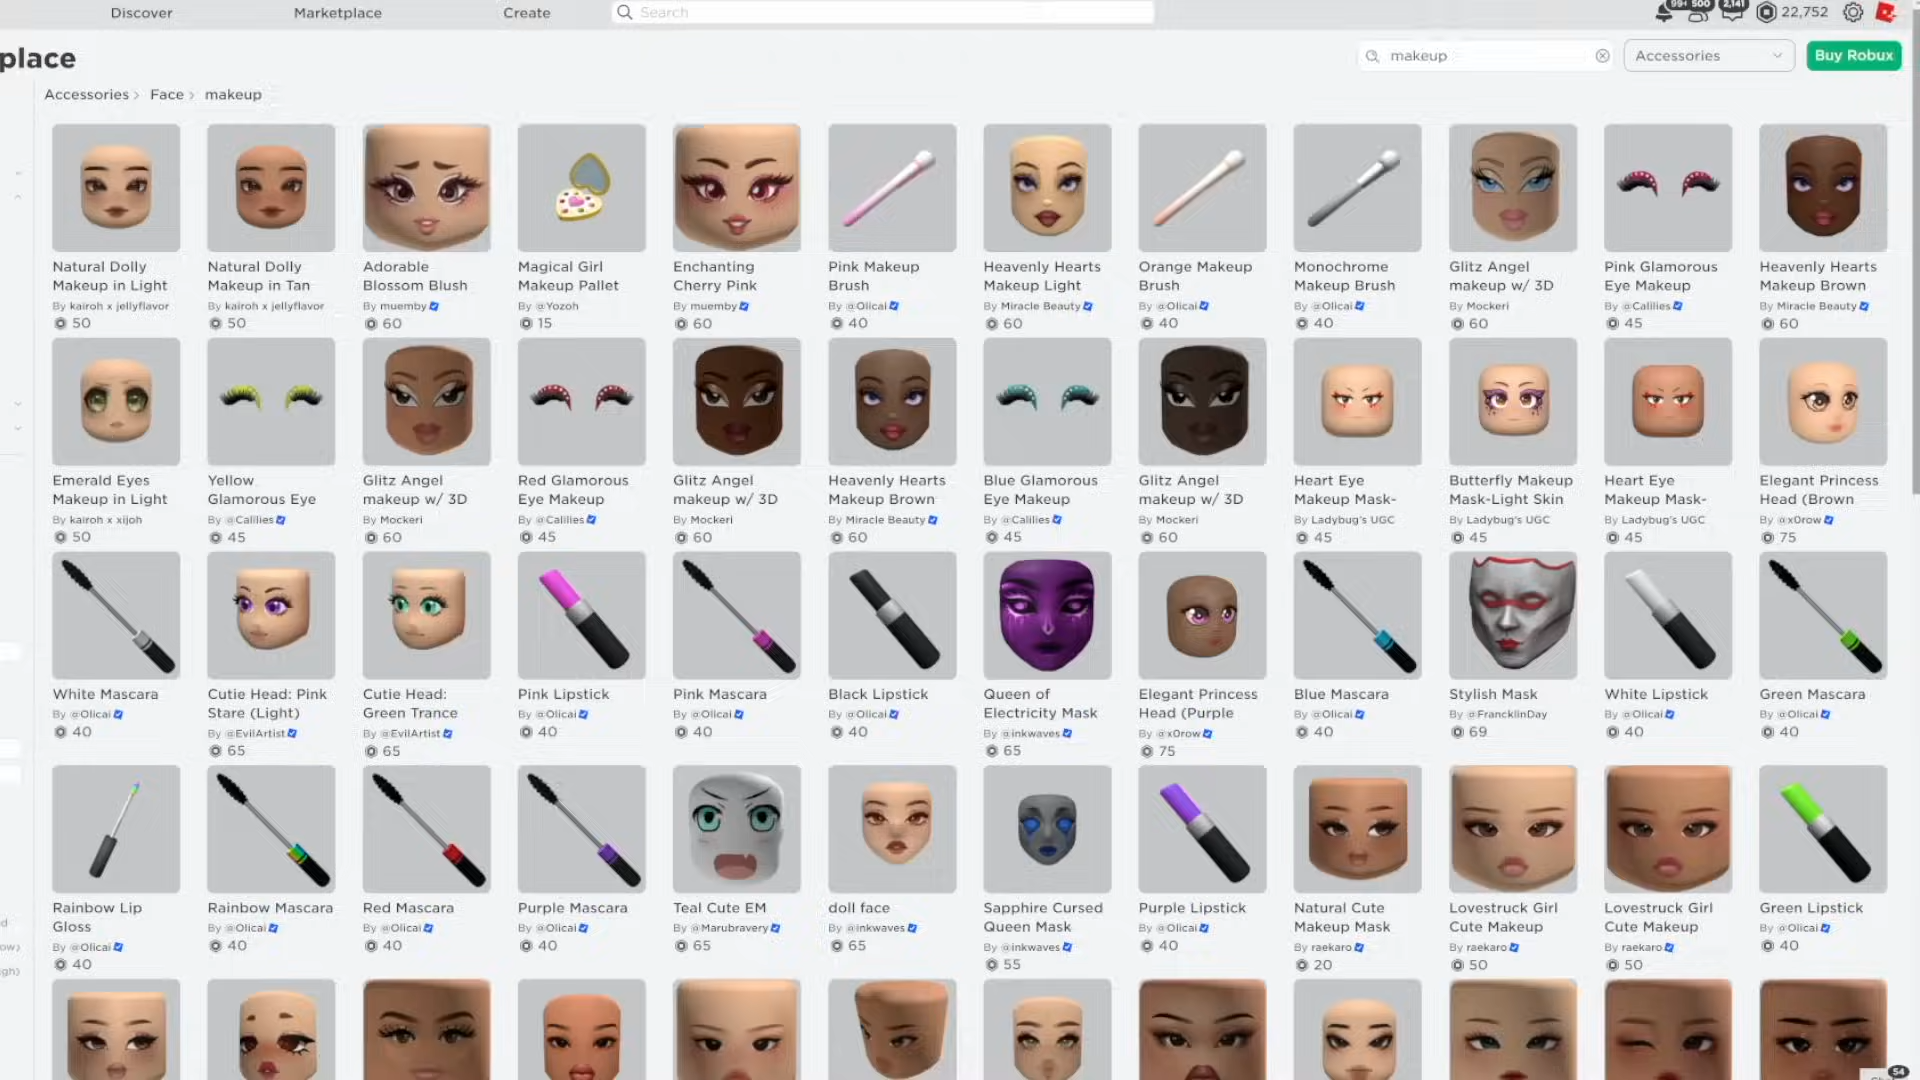 Discover Marketplace Create Search 99+ 500 2,141 22,752
place makeup Accessories Buy Robux
Accessories > Face > makeup
Natural Dolly Makeup in Light
By kairoh x jellyflavor
50
Natural Dolly Makeup in Tan
By kairoh x jellyflavor
50
Adorable Blossom Blush
By muemby
60
Magical Girl Makeup Pallet
By @Yozoh
15
Enchanting Cherry Pink
By muemby
60
Pink Makeup Brush
By @Olicai
40
Heavenly Hearts Makeup Light
By Miracle Beauty
60
Orange Makeup Brush
By @Olicai
40
Monochrome Makeup Brush
By @Olicai
40
Glitz Angel makeup w/ 3D
By Mockeri
60
Pink Glamorous Eye Makeup
By @Calilies
45
Heavenly Hearts Makeup Brown
By Miracle Beauty
60
Emerald Eyes Makeup in Light
By kairoh x xijoh
50
Yellow Glamorous Eye
By @Calilies
45
Glitz Angel makeup w/ 3D
By Mockeri
60
Red Glamorous Eye Makeup
By @Calilies
45
Glitz Angel makeup w/ 3D
By Mockeri
60
Heavenly Hearts Makeup Brown
By Miracle Beauty
60
Blue Glamorous Eye Makeup
By @Calilies
45
Glitz Angel makeup w/ 3D
By Mockeri
60
Heart Eye Makeup Mask-
By Ladybug's UGC
45
Butterfly Makeup Mask-Light Skin
By Ladybug's UGC
45
Heart Eye Makeup Mask-
By Ladybug's UGC
45
Elegant Princess Head (Brown
By @x0row
75
White Mascara
By @Olicai
40
Cutie Head: Pink Stare (Light)
By @EvilArtist
65
Cutie Head: Green Trance
By @EvilArtist
65
Pink Lipstick
By @Olicai
40
Pink Mascara
By @Olicai
40
Black Lipstick
By @Olicai
40
Queen of Electricity Mask
By @inkwaves
65
Elegant Princess Head (Purple
By @x0row
75
Blue Mascara
By @Olicai
40
Stylish Mask
By @FrancklinDay
69
White Lipstick
By @Olicai
40
Green Mascara
By @Olicai
40
Rainbow Lip Gloss
By @Olicai
40
Rainbow Mascara
By @Olicai
40
Red Mascara
By @Olicai
40
Purple Mascara
By @Olicai
40
Teal Cute EM
By @Marubravery
65
doll face
By @inkwaves
65
Sapphire Cursed Queen Mask
By @inkwaves
55
Purple Lipstick
By @Olicai
40
Natural Cute Makeup Mask
By raekaro
20
Lovestruck Girl Cute Makeup
By raekaro
50
Lovestruck Girl Cute Makeup
By raekaro
50
Green Lipstick
By @Olicai
40
54